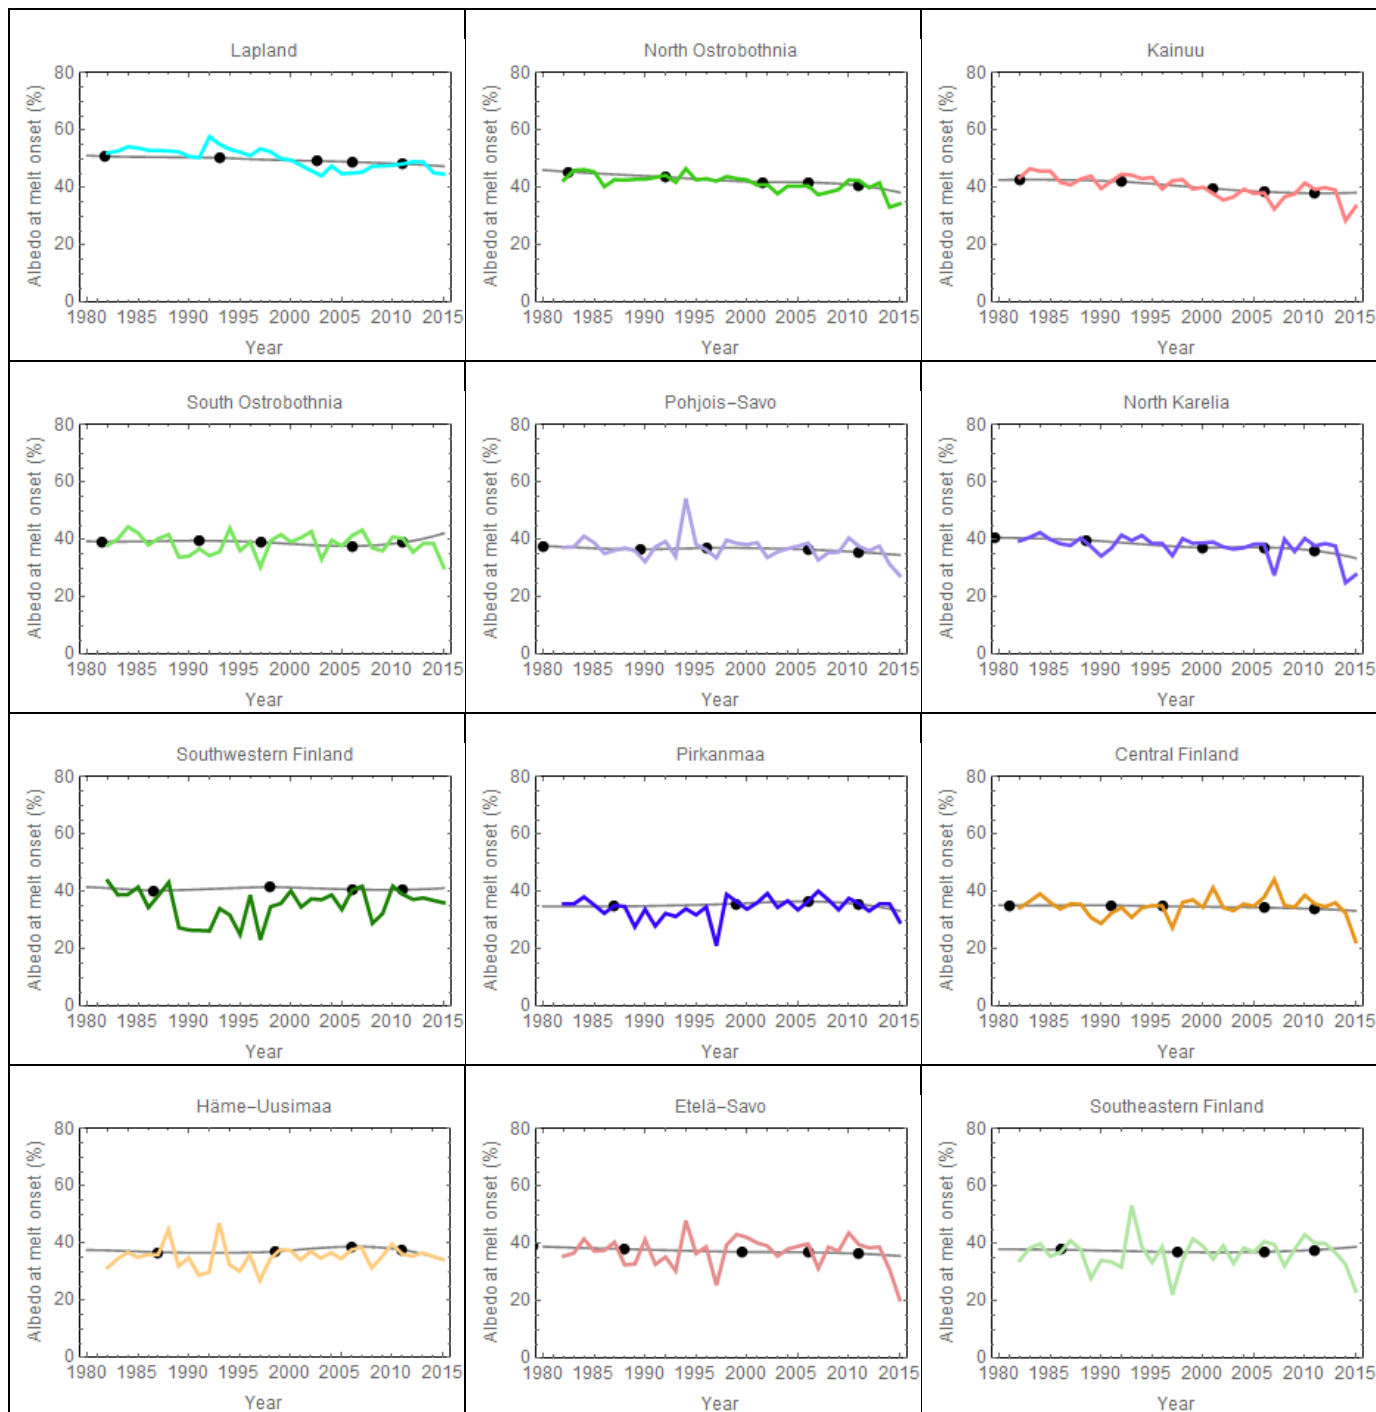 Lapland
Albedo at melt onset (%)
80
60
40
20
0
1980 1985 1990 1995 2000 2005 2010 2015
Year
North Ostrobothnia
Albedo at melt onset (%)
80
60
40
20
0
1980 1985 1990 1995 2000 2005 2010 2015
Year
Kainuu
Albedo at melt onset (%)
80
60
40
20
0
1980 1985 1990 1995 2000 2005 2010 2015
Year
South Ostrobothnia
Albedo at melt onset (%)
80
60
40
20
0
1980 1985 1990 1995 2000 2005 2010 2015
Year
Pohjois–Savo
Albedo at melt onset (%)
80
60
40
20
0
1980 1985 1990 1995 2000 2005 2010 2015
Year
North Karelia
Albedo at melt onset (%)
80
60
40
20
0
1980 1985 1990 1995 2000 2005 2010 2015
Year
Southwestern Finland
Albedo at melt onset (%)
80
60
40
20
0
1980 1985 1990 1995 2000 2005 2010 2015
Year
Pirkanmaa
Albedo at melt onset (%)
80
60
40
20
0
1980 1985 1990 1995 2000 2005 2010 2015
Year
Central Finland
Albedo at melt onset (%)
80
60
40
20
0
1980 1985 1990 1995 2000 2005 2010 2015
Year
Häme–Uusimaa
Albedo at melt onset (%)
80
60
40
20
0
1980 1985 1990 1995 2000 2005 2010 2015
Year
Etelä–Savo
Albedo at melt onset (%)
80
60
40
20
0
1980 1985 1990 1995 2000 2005 2010 2015
Year
Southeastern Finland
Albedo at melt onset (%)
80
60
40
20
0
1980 1985 1990 1995 2000 2005 2010 2015
Year